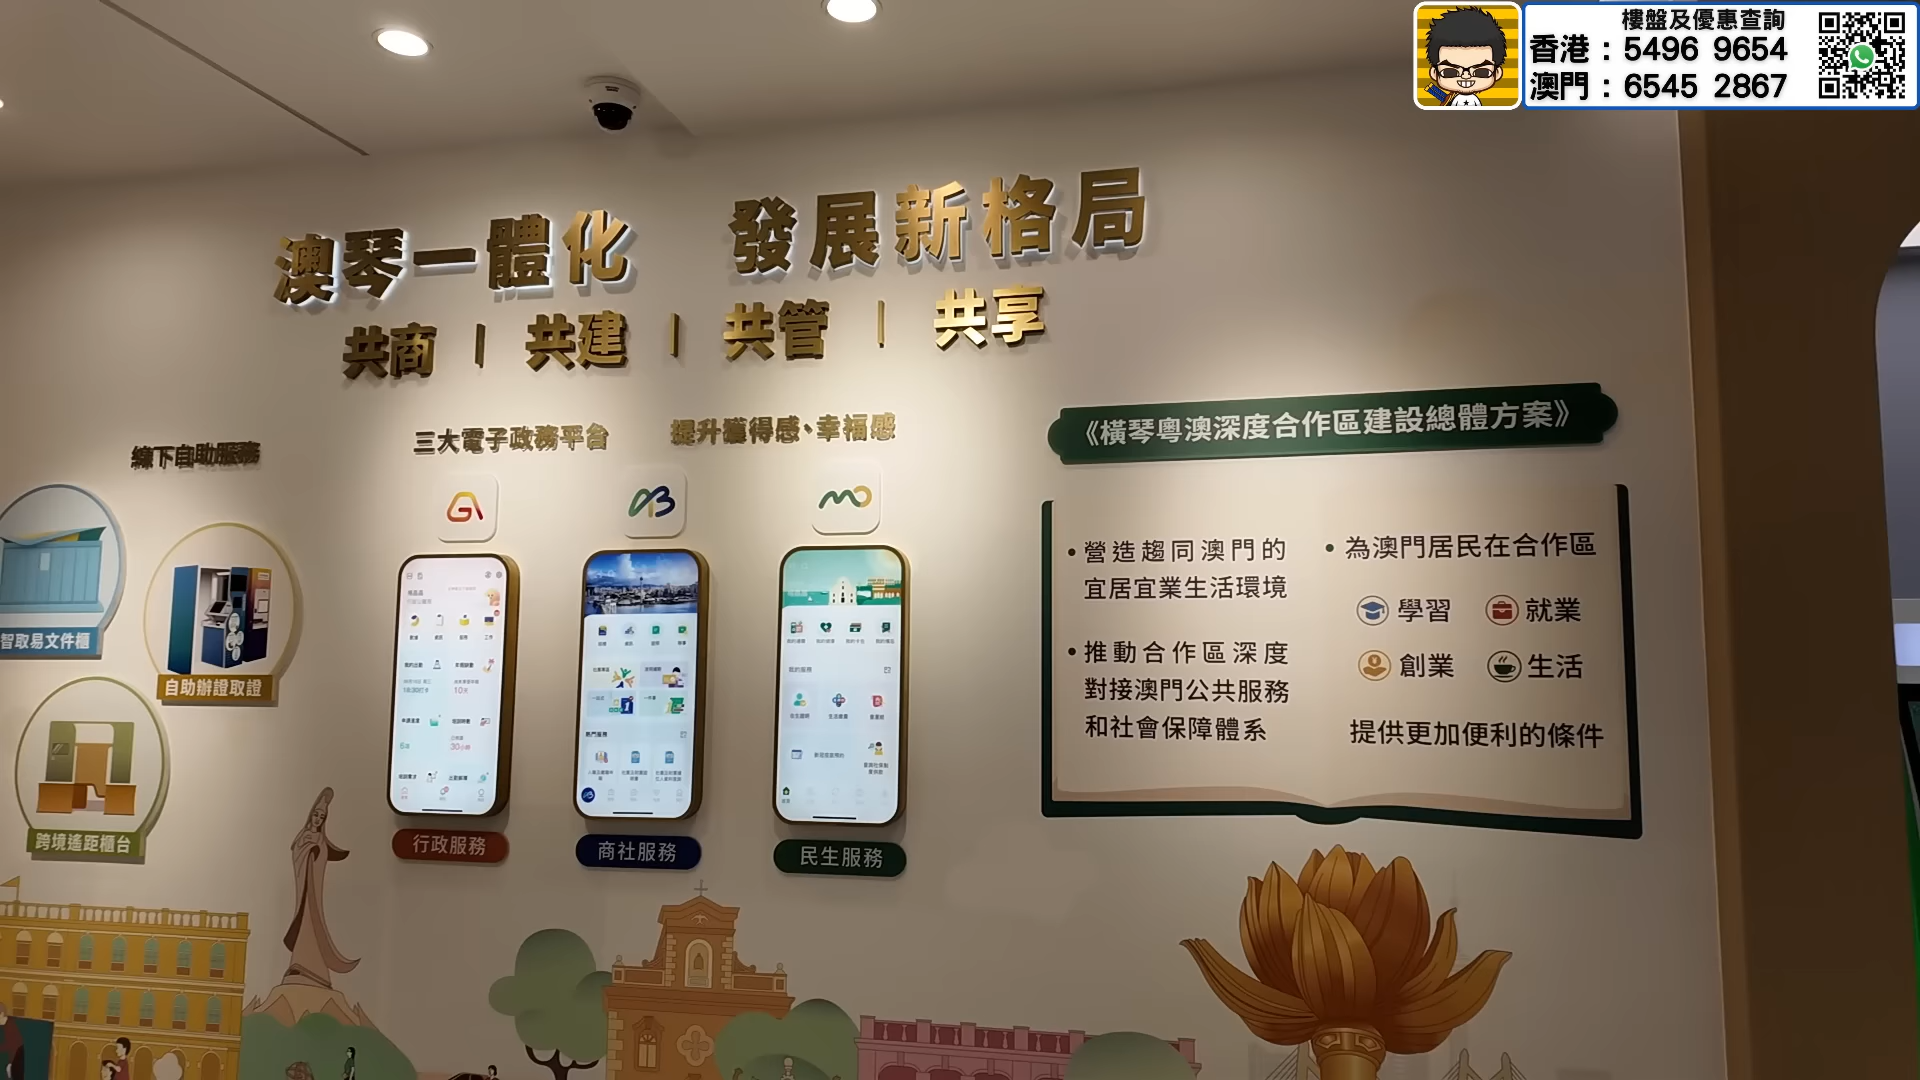 樓盤及優惠查詢
香港：5496 9654
澳門：6545 2867
澳琴一體化 發展新格局
共商 | 共建 | 共管 | 共享
線下自助服務
三大電子政務平台
提升獲得感、幸福感
智取易文件櫃
自助辦證取證
跨境遙距櫃台
行政服務
商社服務
民生服務
《橫琴粵澳深度合作區建設總體方案》
• 營造趨同澳門的
宜居宜業生活環境
• 推動合作區深度
對接澳門公共服務
和社會保障體系
• 為澳門居民在合作區
學習
就業
創業
生活
提供更加便利的條件